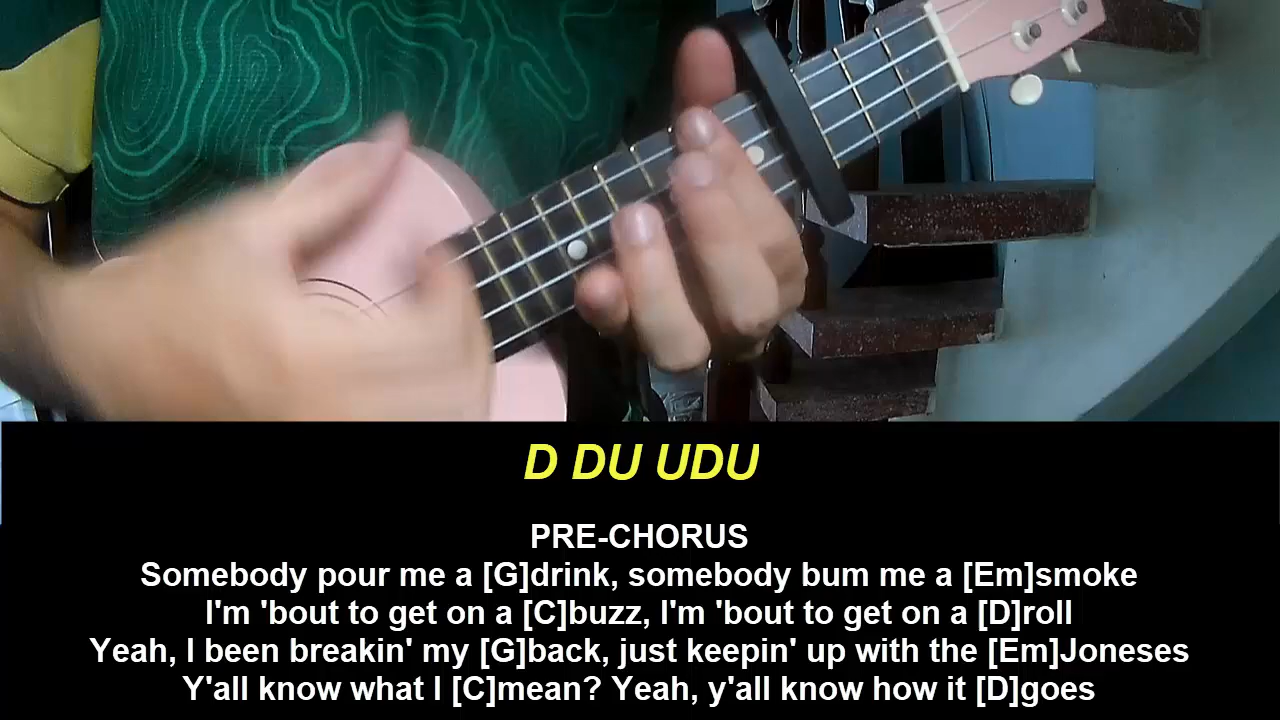 D DU UDU
PRE-CHORUS
Somebody pour me a [G]drink, somebody bum me a [Em]smoke
I'm 'bout to get on a [C]buzz, I'm 'bout to get on a [D]roll
Yeah, I been breakin' my [G]back, just keepin' up with the [Em]Joneses
Y'all know what I [C]mean? Yeah, y'all know how it [D]goes